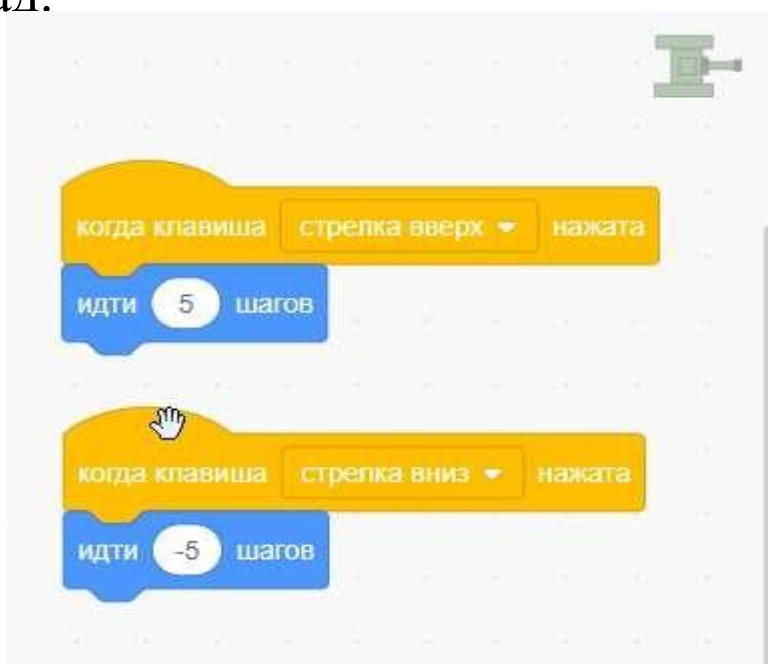 когда клавиша стрелка вверх нажата
идти 5 шагов
когда клавиша стрелка вниз нажата
идти -5 шагов